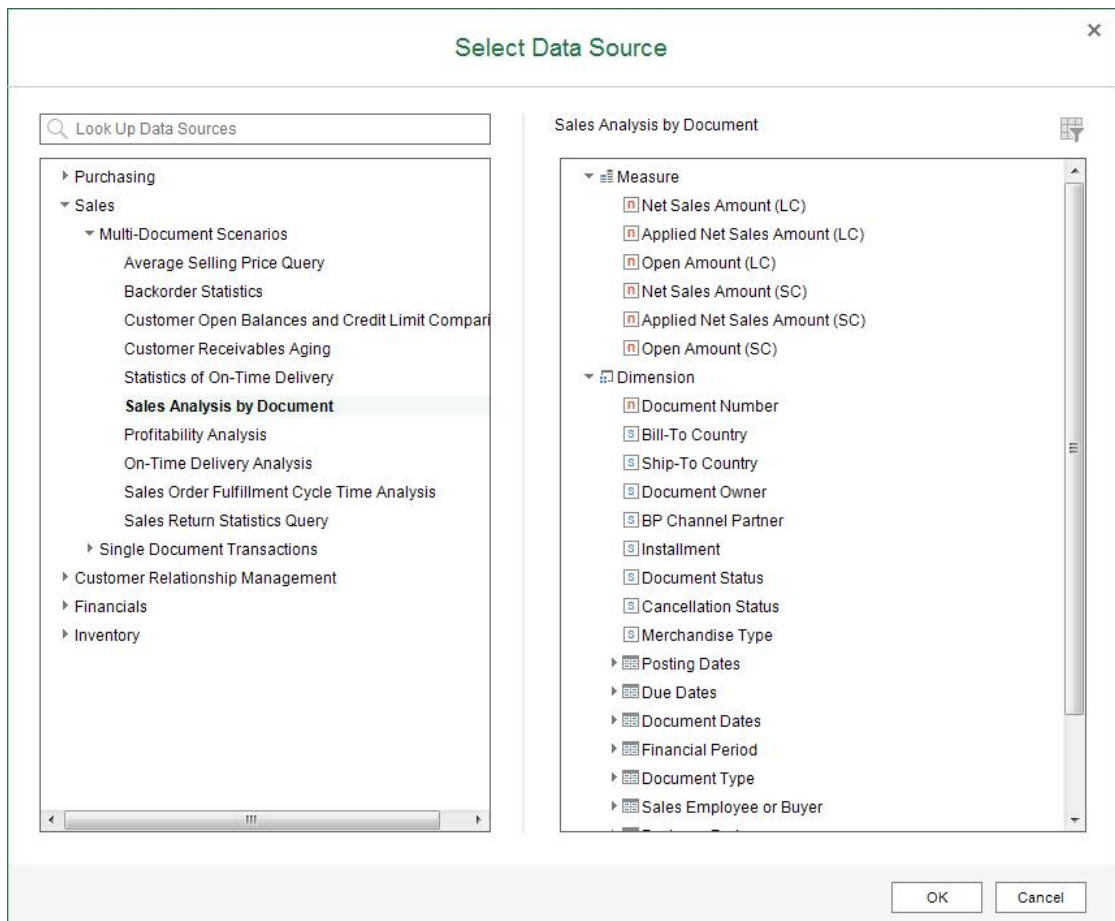 Select Data Source
Look Up Data Sources
Purchasing
Sales
Multi-Document Scenarios
Average Selling Price Query
Backorder Statistics
Customer Open Balances and Credit Limit Compari
Customer Receivables Aging
Statistics of On-Time Delivery
Sales Analysis by Document
Profitability Analysis
On-Time Delivery Analysis
Sales Order Fulfillment Cycle Time Analysis
Sales Return Statistics Query
Single Document Transactions
Customer Relationship Management
Financials
Inventory
Sales Analysis by Document
Measure
n Net Sales Amount (LC)
n Applied Net Sales Amount (LC)
n Open Amount (LC)
n Net Sales Amount (SC)
n Applied Net Sales Amount (SC)
n Open Amount (SC)
Dimension
n Document Number
S Bill-To Country
S Ship-To Country
S Document Owner
S BP Channel Partner
S Installment
S Document Status
S Cancellation Status
S Merchandise Type
Posting Dates
Due Dates
Document Dates
Financial Period
Document Type
Sales Employee or Buyer
OK
Cancel